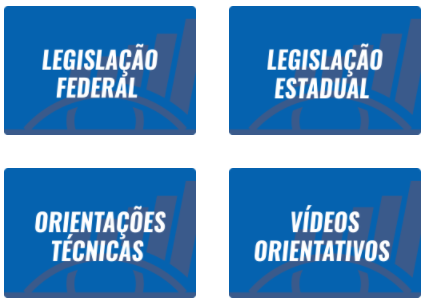 LEGISLAÇÃO
FEDERAL
LEGISLAÇÃO
ESTADUAL
ORIENTAÇÕES
TÉCNICAS
VÍDEOS
ORIENTATIVOS